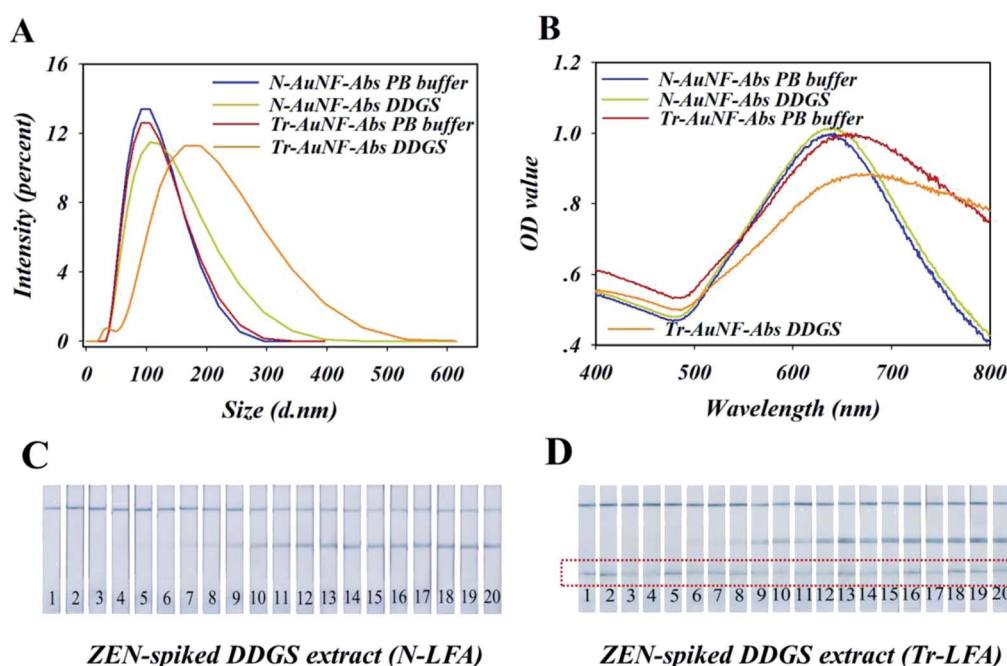 A
16
12
8
4
0
Intensity (percent)
N-AuNF-Abs PB buffer
N-AuNF-Abs DDGS
Tr-AuNF-Abs PB buffer
Tr-AuNF-Abs DDGS
0 100 200 300 400 500 600
Size (d.nm)
B
1.2
1.0
.8
.6
.4
OD value
N-AuNF-Abs PB buffer
N-AuNF-Abs DDGS
Tr-AuNF-Abs PB buffer
Tr-AuNF-Abs DDGS
400 500 600 700 800
Wavelength (nm)
C
1 2 3 4 5 6 7 8 9 10 11 12 13 14 15 16 17 18 19 20
ZEN-spiked DDGS extract (N-LFA)
D
1 2 3 4 5 6 7 8 9 10 11 12 13 14 15 16 17 18 19 20
ZEN-spiked DDGS extract (Tr-LFA)